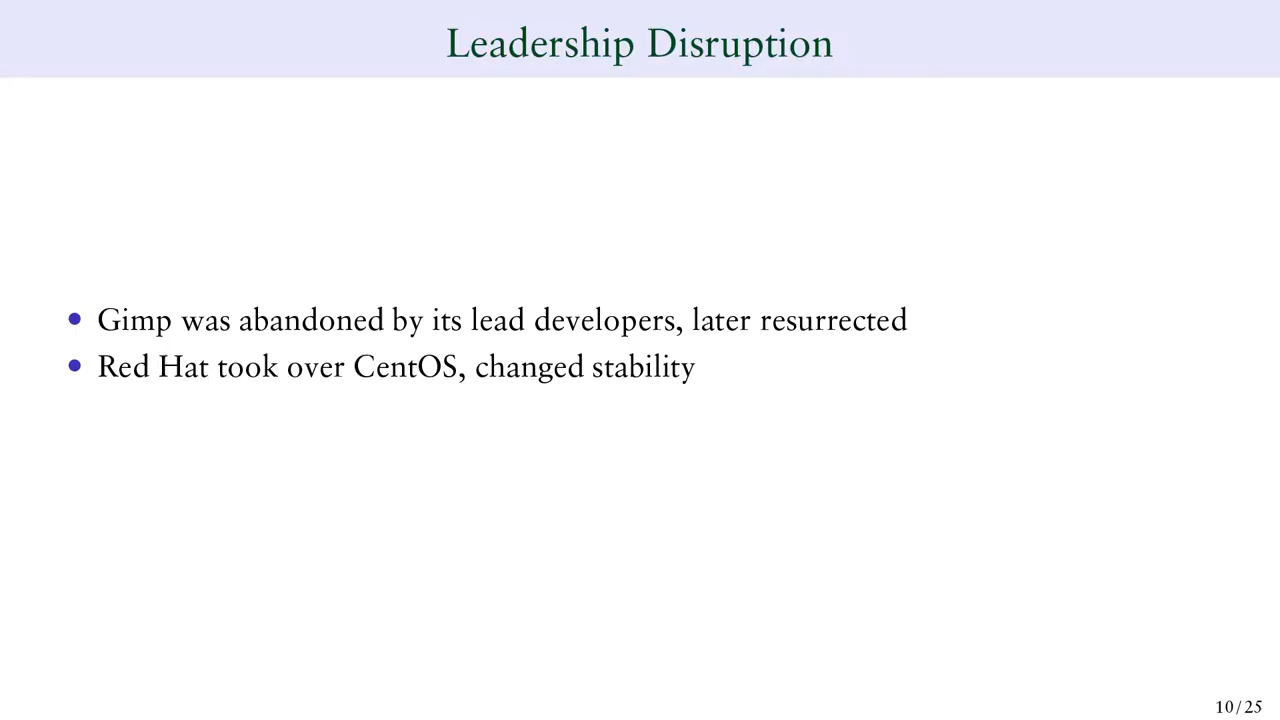 Leadership Disruption
• Gimp was abandoned by its lead developers, later resurrected
• Red Hat took over CentOS, changed stability
10 / 25